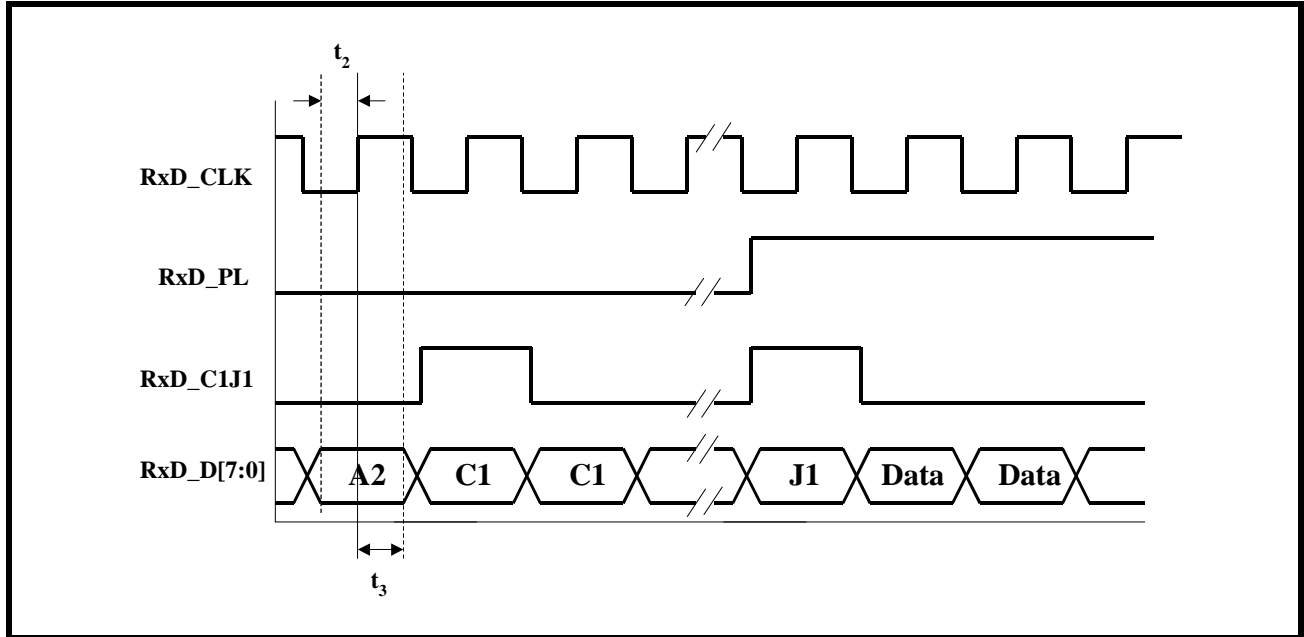 t2
RxD_CLK
RxD_PL
RxD_C1J1
RxD_D[7:0] A2 C1 C1 J1 Data Data
t3